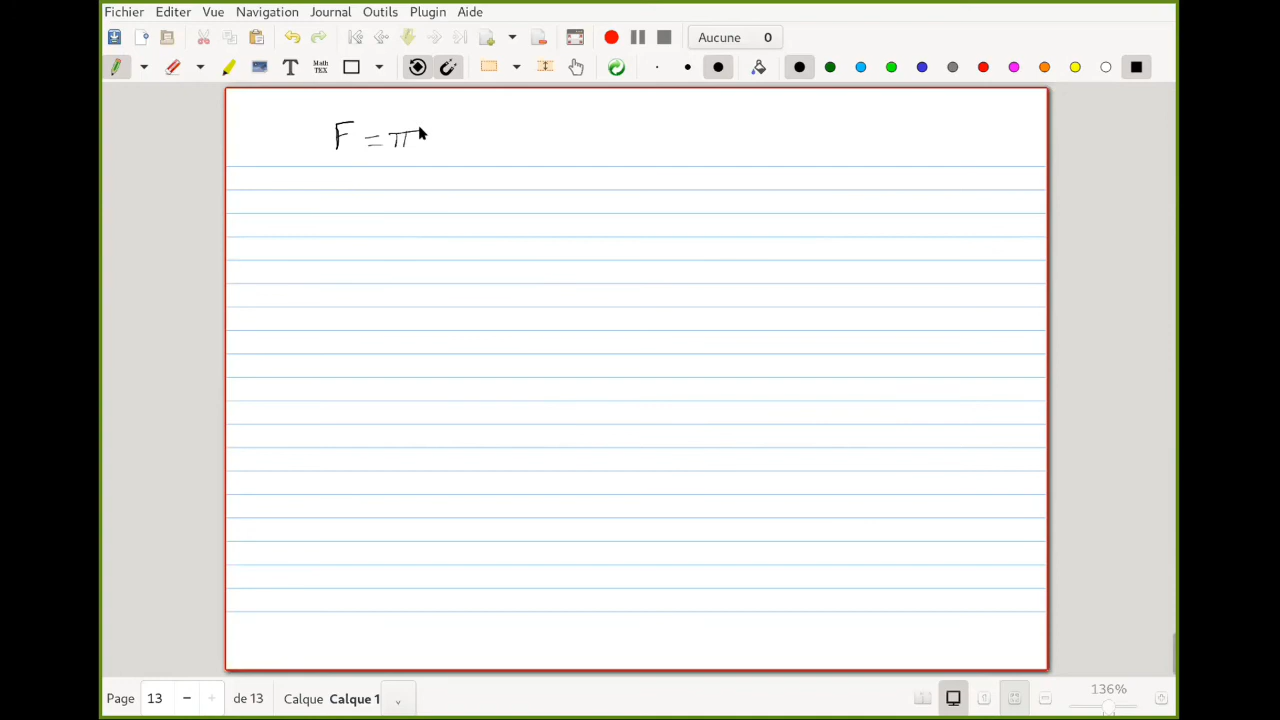 Fichier Editer Vue Navigation Journal Outils Plugin Aide
Aucune 0
T Math TEX
F = π
Page 13 de 13 Calque Calque 1 136%